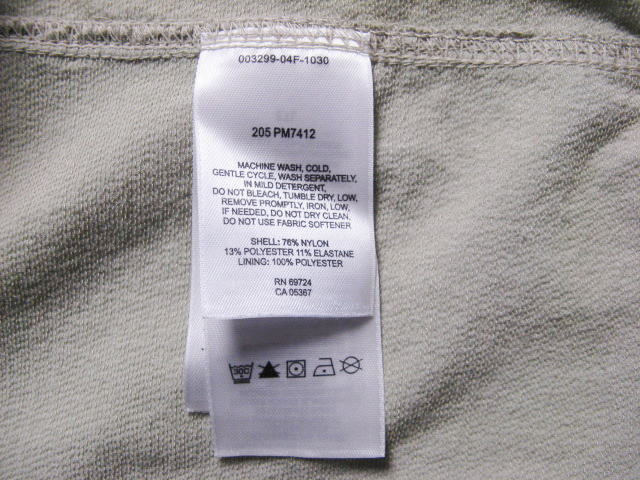 003299-04F-1030
205 PM7412
MACHINE WASH, COLD,
GENTLE CYCLE, WASH SEPARATELY,
IN MILD DETERGENT,
DO NOT BLEACH, TUMBLE DRY, LOW,
REMOVE PROMPTLY, IRON, LOW,
IF NEEDED, DO NOT DRY CLEAN,
DO NOT USE FABRIC SOFTENER
SHELL: 76% NYLON
13% POLYESTER 11% ELASTANE
LINING: 100% POLYESTER
RN 69724
CA 05367
30C